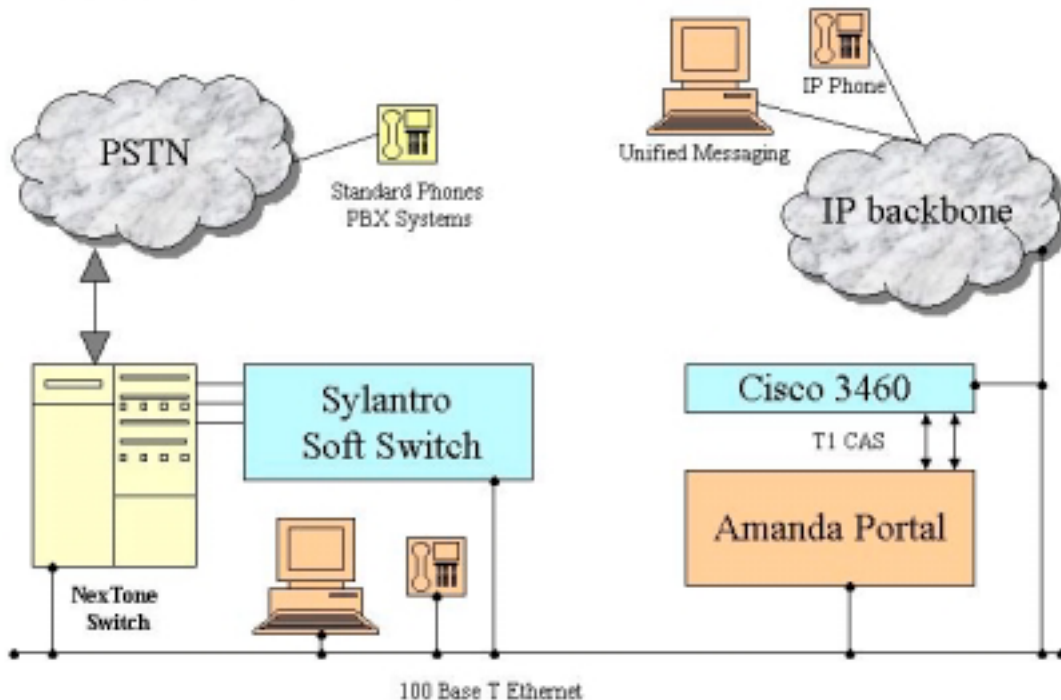 PSTN
Standard Phones
PBX Systems
IP Phone
Unified Messaging
IP backbone
Sylantro
Soft Switch
Cisco 3460
T1 CAS
Amanda Portal
NexTone
Switch
100 Base T Ethernet